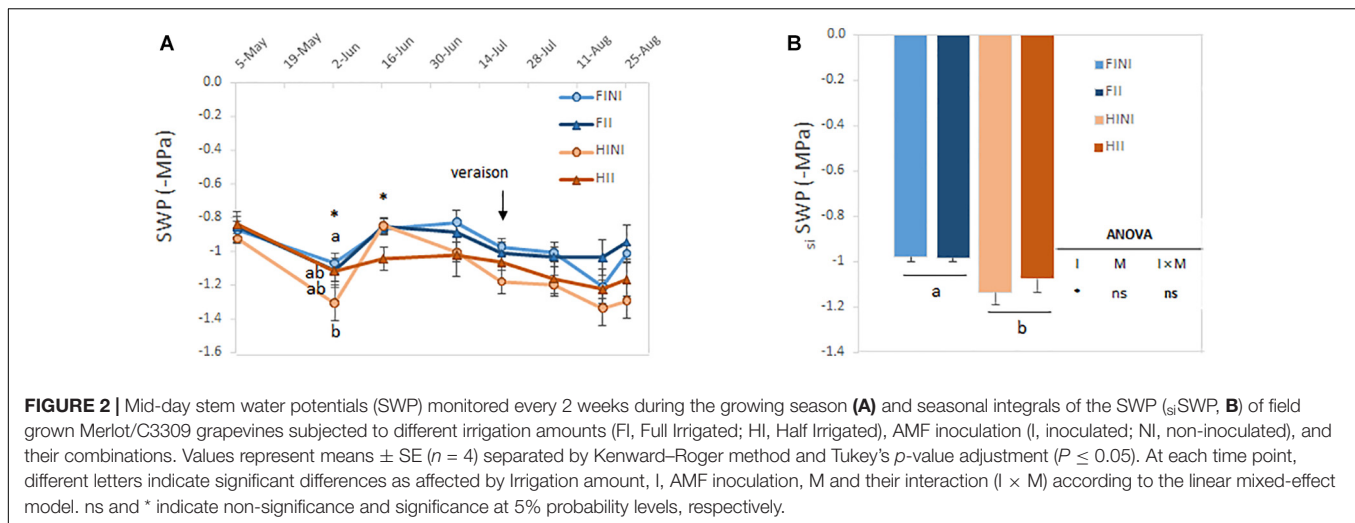 A
5-May 19-May 2-Jun 16-Jun 30-Jun 14-Jul 28-Jul 11-Aug 25-Aug
0.0
-0.2
-0.4
-0.6
-0.8
-1
-1.2
-1.4
-1.6
SWP (-MPa)
FINI
FII
HINI
HII
veraison
* *
a
ab
ab
b
B
0.0
-0.2
-0.4
-0.6
-0.8
-1
-1.2
-1.4
si SWP (-MPa)
FINI
FII
HINI
HII
ANOVA
I M I×M
* ns ns
a
b
FIGURE 2 | Mid-day stem water potentials (SWP) monitored every 2 weeks during the growing season (A) and seasonal integrals of the SWP (siSWP, B) of field
grown Merlot/C3309 grapevines subjected to different irrigation amounts (FI, Full Irrigated; HI, Half Irrigated), AMF inoculation (I, inoculated; NI, non-inoculated), and
their combinations. Values represent means ± SE (n = 4) separated by Kenward–Roger method and Tukey's p-value adjustment (P ≤ 0.05). At each time point,
different letters indicate significant differences as affected by Irrigation amount, I, AMF inoculation, M and their interaction (I × M) according to the linear mixed-effect
model. ns and * indicate non-significance and significance at 5% probability levels, respectively.